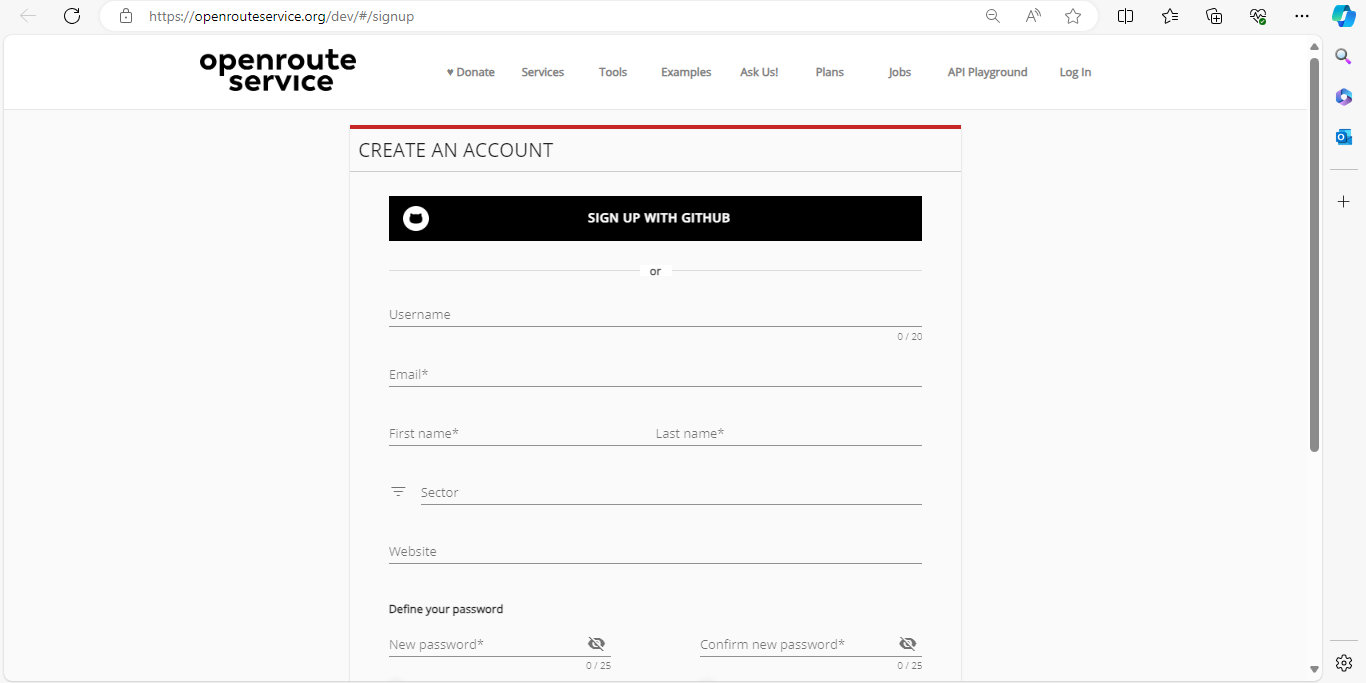 https://openrouteservice.org/dev/#/signup
openroute
service
♥ Donate Services Tools Examples Ask Us! Plans Jobs API Playground Log In
CREATE AN ACCOUNT
SIGN UP WITH GITHUB
or
Username
0 / 20
Email*
First name* Last name*
Sector
Website
Define your password
New password* Confirm new password*
0 / 25 0 / 25